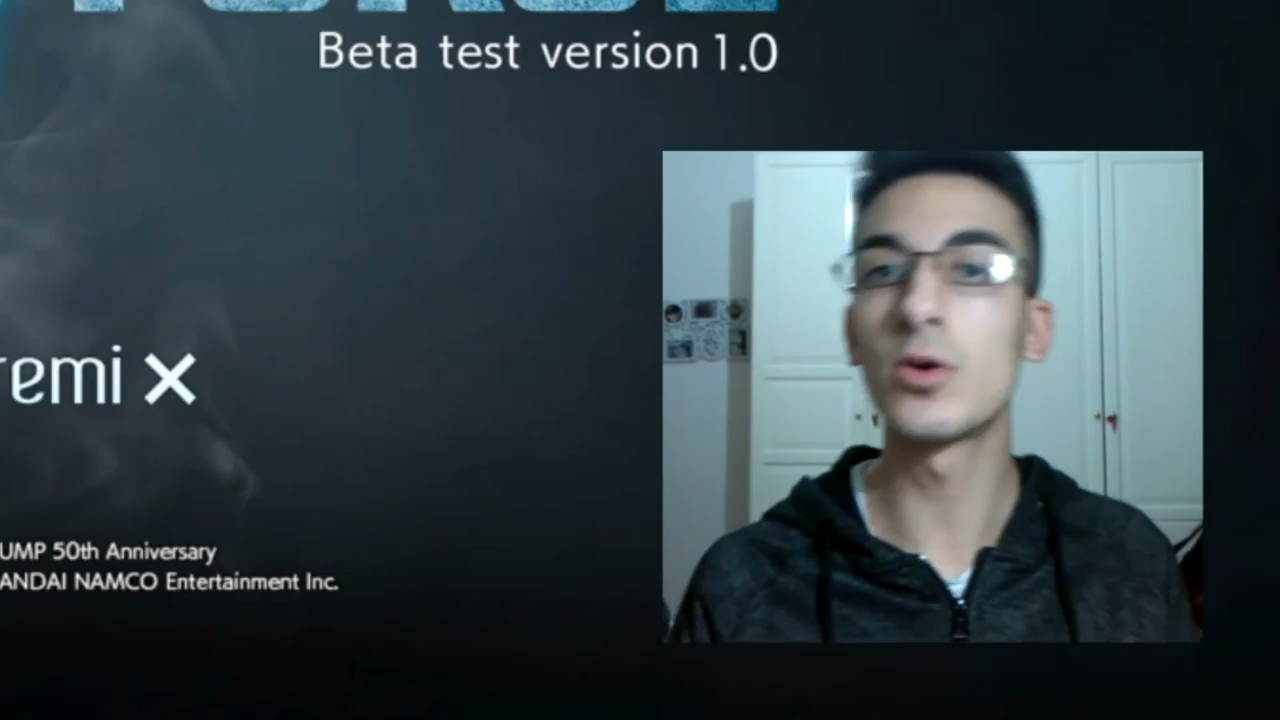 Beta test version 1.0
remi ×
UMP 50th Anniversary
ANDAI NAMCO Entertainment Inc.